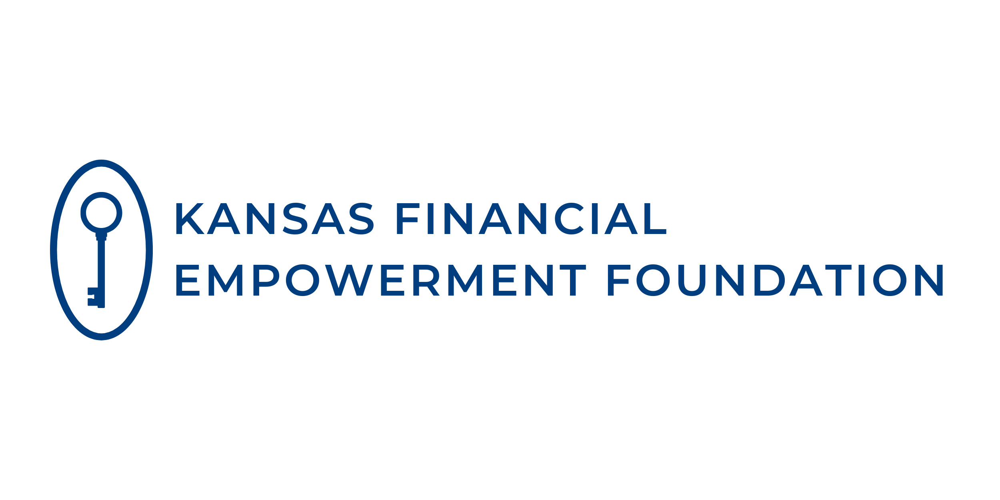 KANSAS FINANCIAL
EMPOWERMENT FOUNDATION